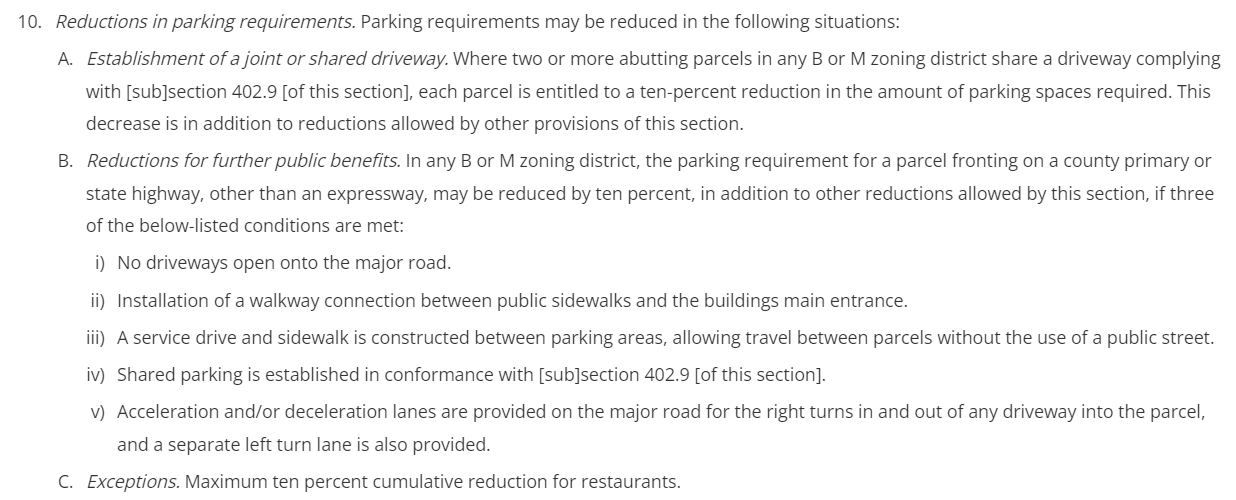 10. Reductions in parking requirements. Parking requirements may be reduced in the following situations:
A. Establishment of a joint or shared driveway. Where two or more abutting parcels in any B or M zoning district share a driveway complying
with [sub]section 402.9 [of this section], each parcel is entitled to a ten-percent reduction in the amount of parking spaces required. This
decrease is in addition to reductions allowed by other provisions of this section.
B. Reductions for further public benefits. In any B or M zoning district, the parking requirement for a parcel fronting on a county primary or
state highway, other than an expressway, may be reduced by ten percent, in addition to other reductions allowed by this section, if three
of the below-listed conditions are met:
i) No driveways open onto the major road.
ii) Installation of a walkway connection between public sidewalks and the buildings main entrance.
iii) A service drive and sidewalk is constructed between parking areas, allowing travel between parcels without the use of a public street.
iv) Shared parking is established in conformance with [sub]section 402.9 [of this section].
v) Acceleration and/or deceleration lanes are provided on the major road for the right turns in and out of any driveway into the parcel,
and a separate left turn lane is also provided.
C. Exceptions. Maximum ten percent cumulative reduction for restaurants.